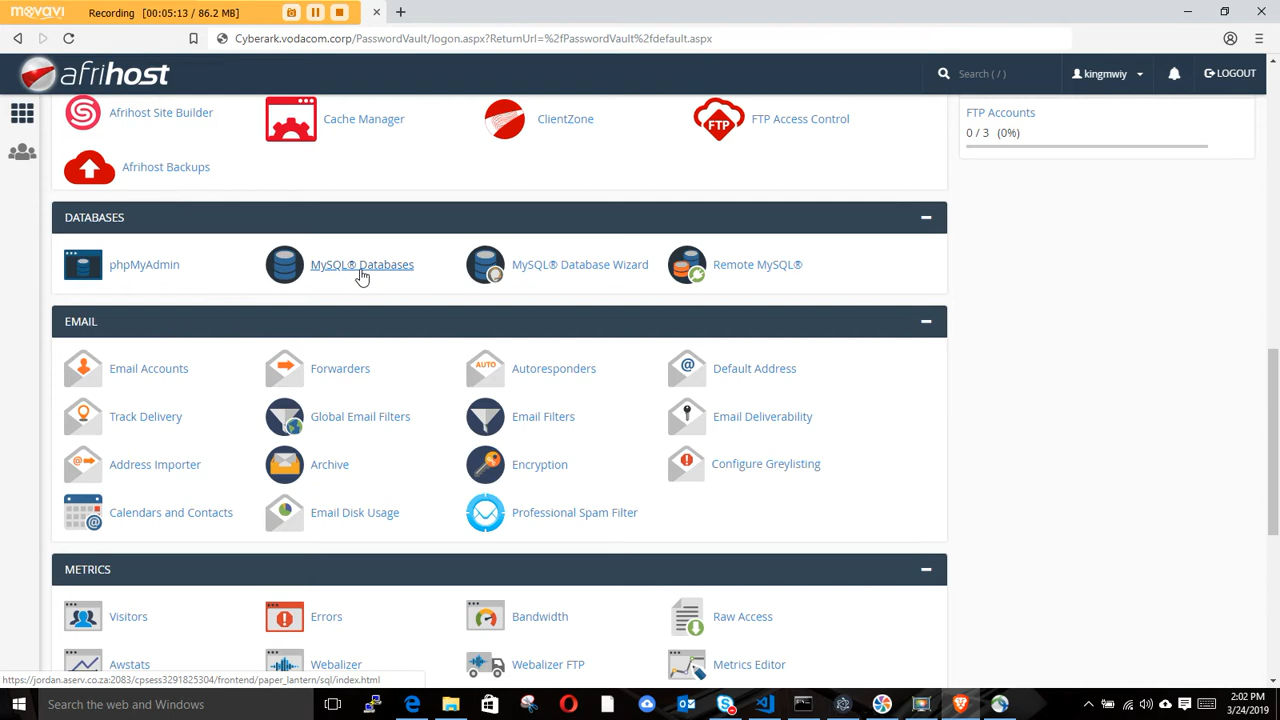 movavi
Recording [00:05:13 / 86.2 MB]
Cyberark.vodacom.corp/PasswordVault/logon.aspx?ReturnUrl=%2fPasswordVault%2fdefault.aspx
afrihost
Search ( / )
kingmwiy
LOGOUT
Afrihost Site Builder
Cache Manager
ClientZone
FTP
FTP Access Control
FTP Accounts
0 / 3 (0%)
Afrihost Backups
DATABASES
phpMyAdmin
MySQL® Databases
MySQL® Database Wizard
Remote MySQL®
EMAIL
Email Accounts
Forwarders
AUTO
Autoresponders
Default Address
Track Delivery
Global Email Filters
Email Filters
Email Deliverability
Address Importer
Archive
Encryption
Configure Greylisting
Calendars and Contacts
Email Disk Usage
Professional Spam Filter
METRICS
Visitors
Errors
Bandwidth
Raw Access
Awstats
Webalizer
Webalizer FTP
Metrics Editor
https://jordan.aserv.co.za:2083/cpsess3291825304/frontend/paper_lantern/sql/index.html
Search the web and Windows
2:02 PM
3/24/2019